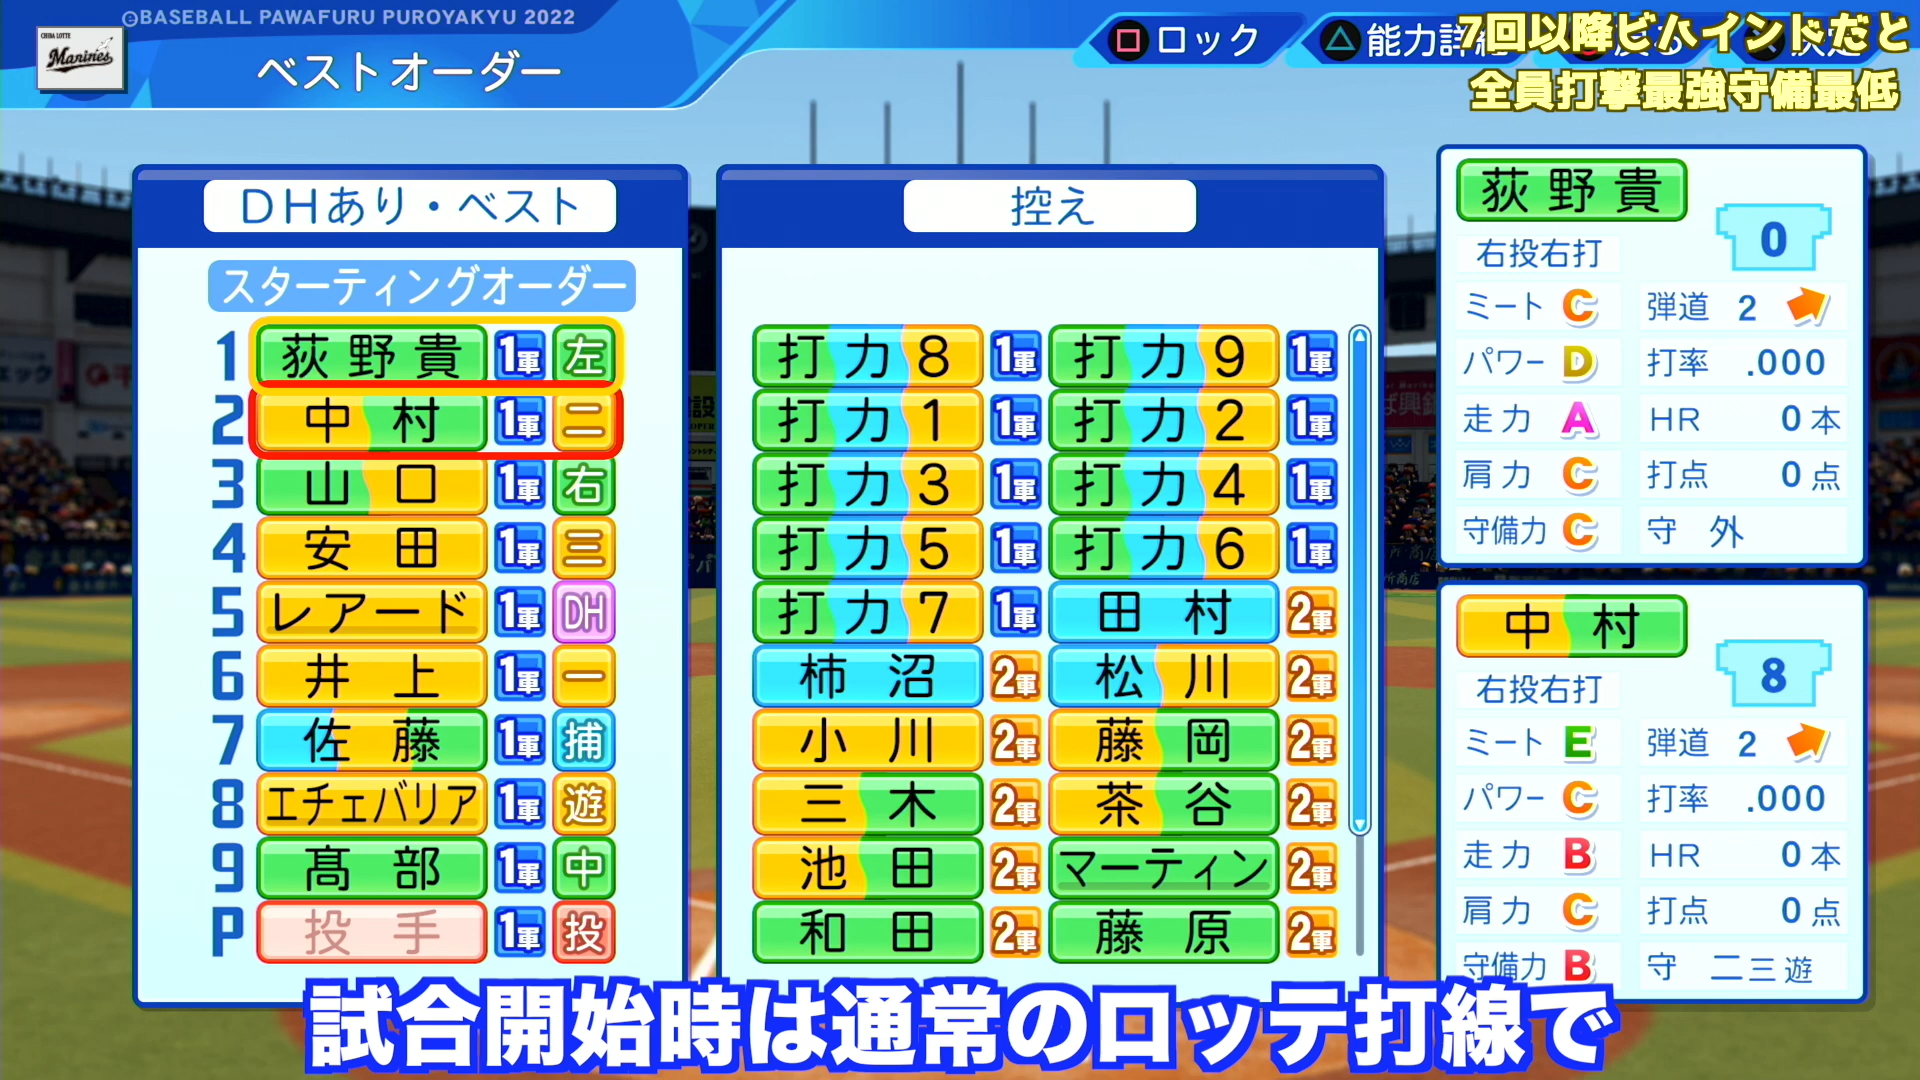 ©BASEBALL PAWAFURU PUROYAKYU 2022
CHIBA LOTTE
Marines
ベストオーダー
ロック
能力詳細
7回以降ビハインドだと
全員打撃最強守備最低
DHあり・ベスト
スターティングオーダー
1 荻野貴 1軍 左
2 中村 1軍 二
3 山口 1軍 右
4 安田 1軍 三
5 レアード 1軍 DH
6 井上 1軍 一
7 佐藤 1軍 捕
8 エチェバリア 1軍 遊
9 髙部 1軍 中
P 投手 1軍 投
控え
打力8 1軍 打力9 1軍
打力1 1軍 打力2 1軍
打力3 1軍 打力4 1軍
打力5 1軍 打力6 1軍
打力7 1軍 田村 2軍
柿沼 2軍 松川 2軍
小川 2軍 藤岡 2軍
三木 2軍 茶谷 2軍
池田 2軍 マーティン 2軍
和田 2軍 藤原 2軍
荻野貴
0
右投右打
ミート C 弾道 2
パワー D 打率 .000
走力 A HR 0本
肩力 C 打点 0点
守備力 C 守 外
中村
8
右投右打
ミート E 弾道 2
パワー C 打率 .000
走力 B HR 0本
肩力 C 打点 0点
守備力 B 守 二三遊
試合開始時は通常のロッテ打線で